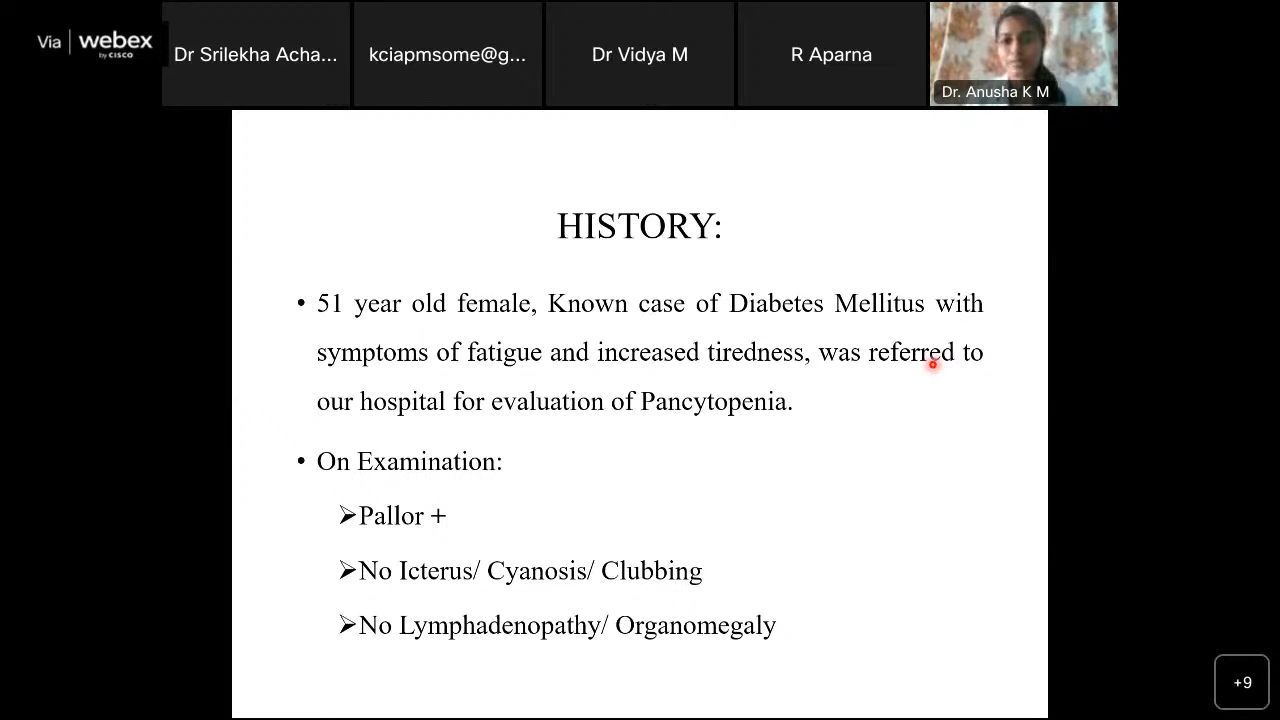 Via webex
by CISCO
Dr Srilekha Acha...
kciapmsome@g...
Dr Vidya M
R Aparna
Dr. Anusha K M
HISTORY:
• 51 year old female, Known case of Diabetes Mellitus with
symptoms of fatigue and increased tiredness, was referred to
our hospital for evaluation of Pancytopenia.
• On Examination:
➢Pallor +
➢No Icterus/ Cyanosis/ Clubbing
➢No Lymphadenopathy/ Organomegaly
+9